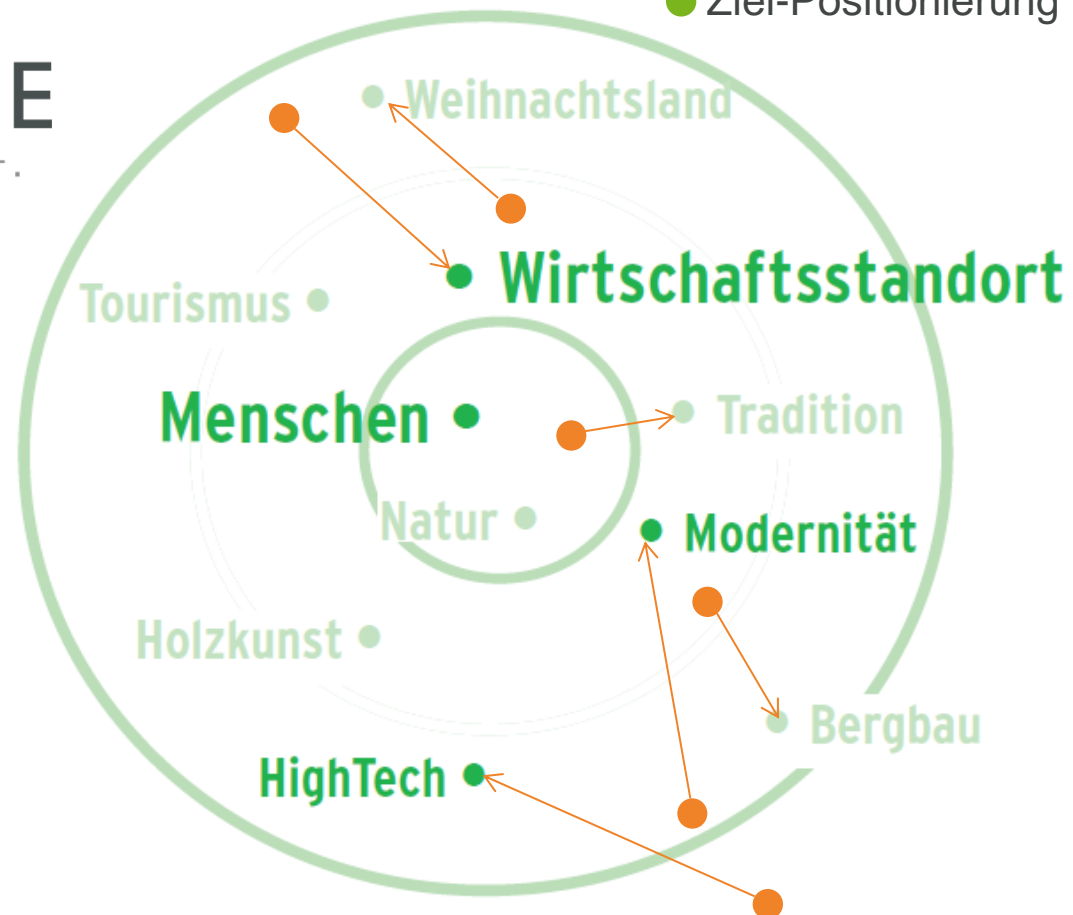 Ziel-Positionierung
E
Weihnachtsland
Wirtschaftsstandort
Tourismus
Menschen
Tradition
Natur
Modernität
Holzkunst
Bergbau
HighTech